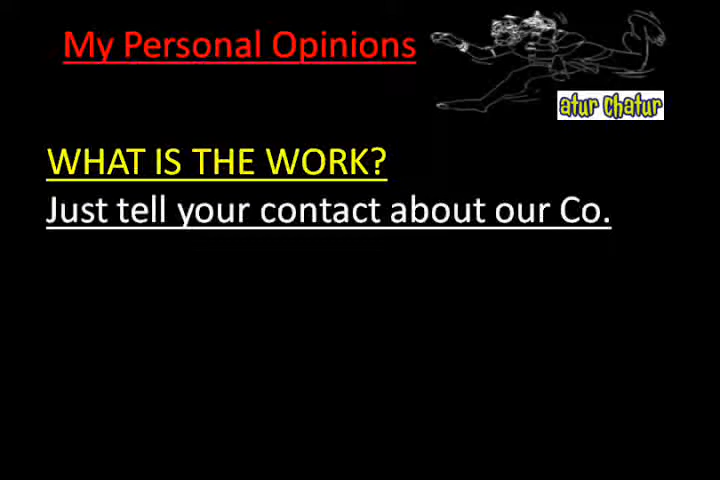 My Personal Opinions
atur chatur
WHAT IS THE WORK?
Just tell your contact about our Co.